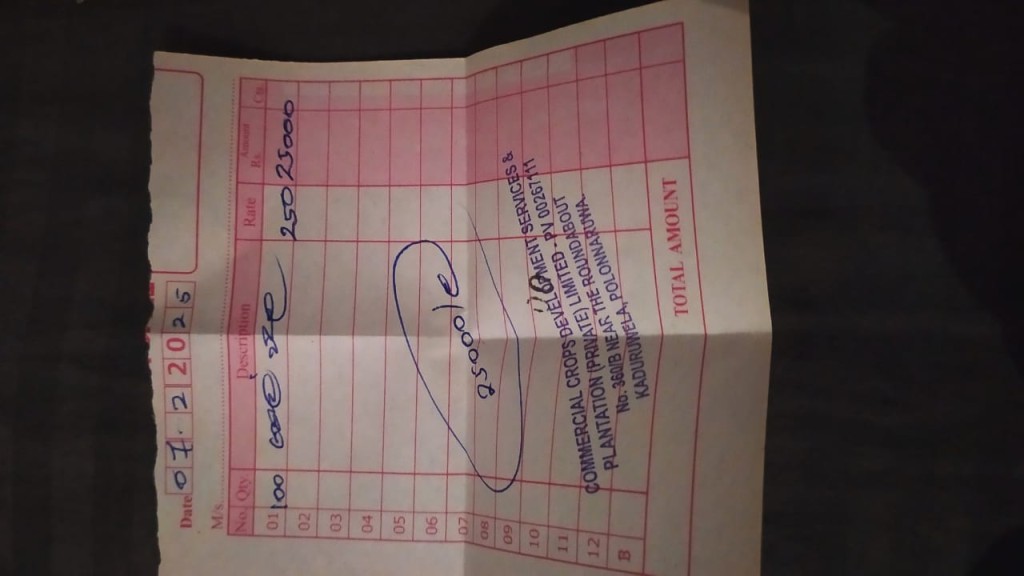 Date 07. 2 2025
M/s.
No. Qty. Description Rate Amount Rs. Cts.
01 100 250 25000
02
03
04
05
06
07
25000/e
08
09
10
11
12
B
COMMERCIAL CROPS DEVELOPMENT SERVICES &
PLANTATION (PRIVATE) LIMITED. PV 00267111
No. 360/B NEAR THE ROUNDABOUT
KADURUWELA, POLONNARUWA.
TOTAL AMOUNT